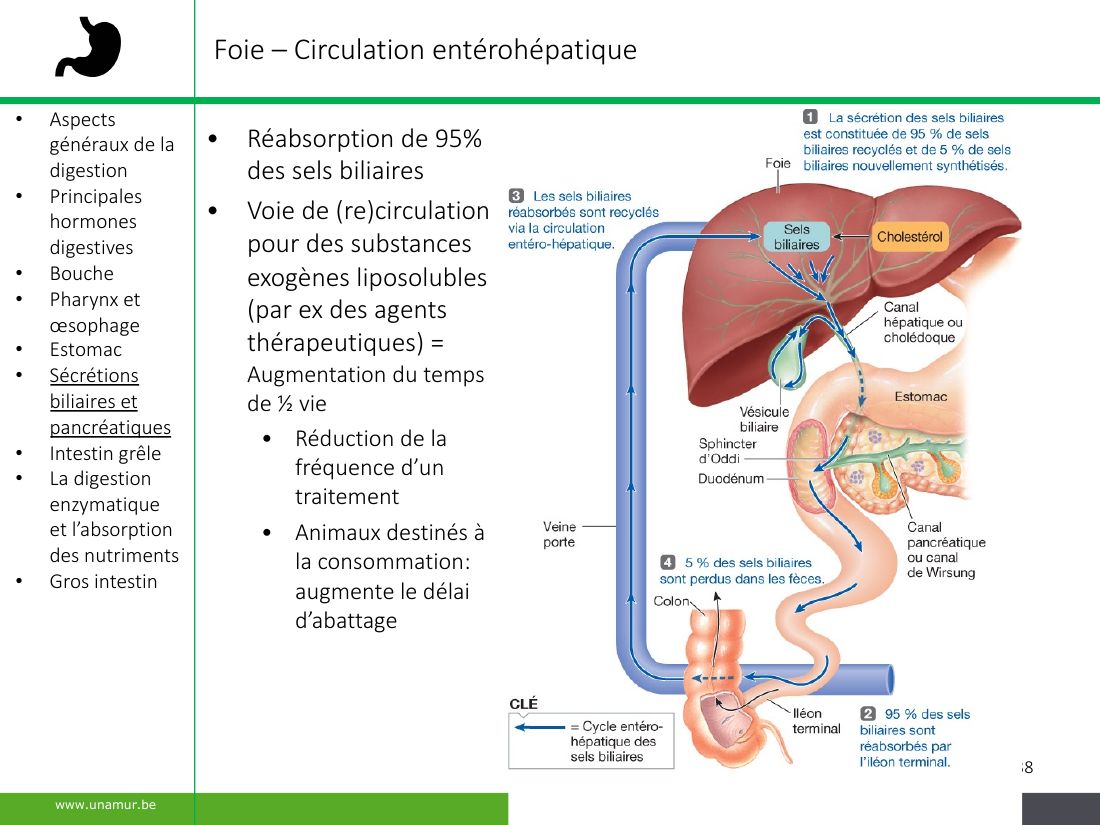 Foie – Circulation entérohépatique
• Aspects
généraux de la
digestion
• Principales
hormones
digestives
• Bouche
• Pharynx et
œsophage
• Estomac
• Sécrétions
biliaires et
pancréatiques
• Intestin grêle
• La digestion
enzymatique
et l’absorption
des nutriments
• Gros intestin
• Réabsorption de 95%
des sels biliaires
• Voie de (re)circulation
pour des substances
exogènes liposolubles
(par ex des agents
thérapeutiques) =
Augmentation du temps
de ½ vie
• Réduction de la
fréquence d’un
traitement
• Animaux destinés à
la consommation:
augmente le délai
d’abattage
1 La sécrétion des sels biliaires
est constituée de 95 % de sels
biliaires recyclés et de 5 % de sels
biliaires nouvellement synthétisés.
Foie
3 Les sels biliaires
réabsorbés sont recyclés
via la circulation
entéro-hépatique.
Sels
biliaires
Cholestérol
Canal
hépatique ou
cholédoque
Estomac
Vésicule
biliaire
Sphincter
d’Oddi
Duodénum
Veine
porte
Canal
pancréatique
ou canal
de Wirsung
4 5 % des sels biliaires
sont perdus dans les fèces.
Colon
CLÉ
= Cycle entéro-
hépatique des
sels biliaires
Iléon
terminal
2 95 % des sels
biliaires sont
réabsorbés par
l’iléon terminal.
38
www.unamur.be